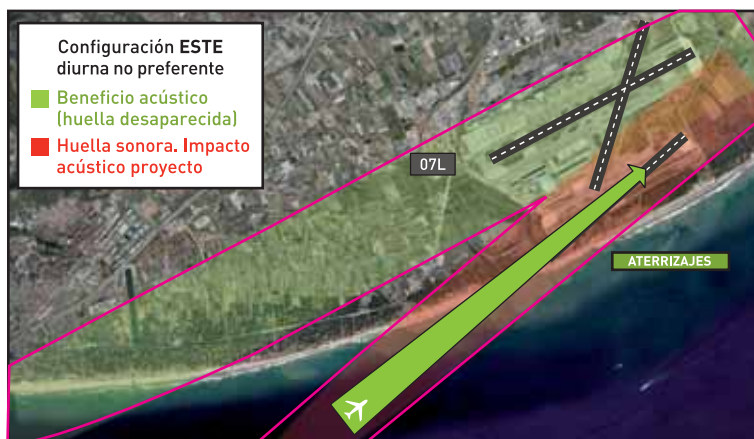 Configuración ESTE
diurna no preferente
Beneficio acústico
(huella desaparecida)
Huella sonora. Impacto
acústico proyecto
07L
ATERRIZAJES